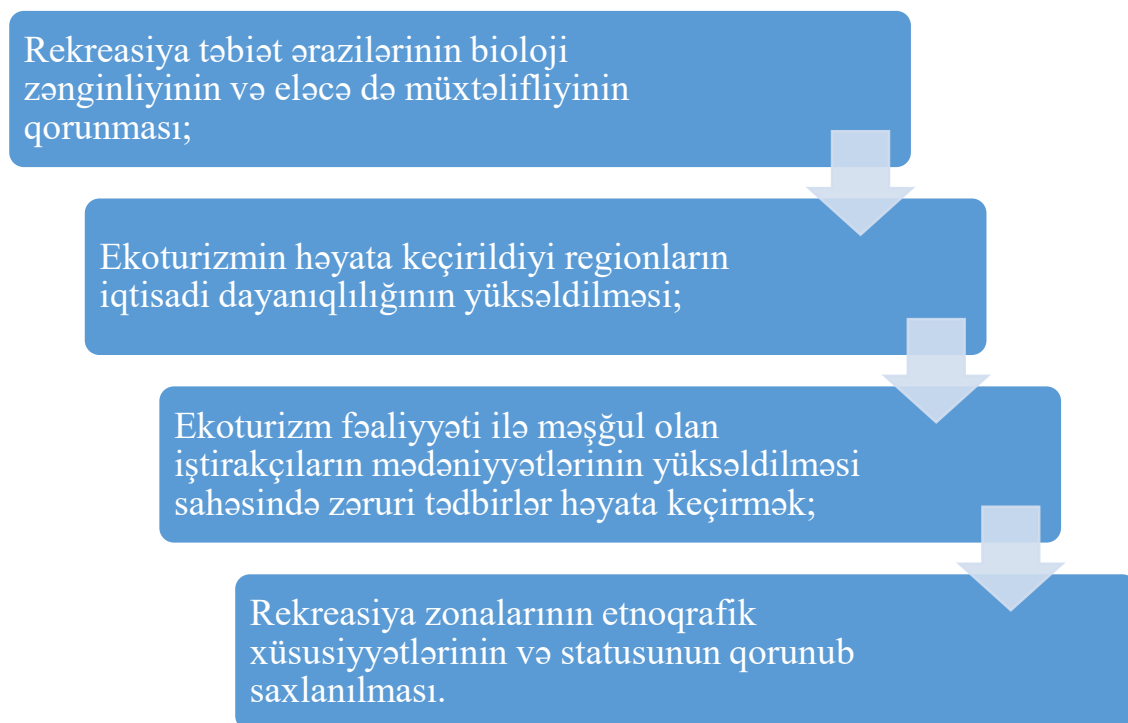 Rekreasiya təbiət ərazilərinin bioloji
zənginliyinin və eləcə də müxtəlifliyinin
qorunması;
Ekoturizmin həyata keçirildiyi regionların
iqtisadi dayanıqlılığının yüksəldilməsi;
Ekoturizm fəaliyyəti ilə məşğul olan
iştirakçıların mədəniyyətlərinin yüksəldilməsi
sahəsində zəruri tədbirlər həyata keçirmək;
Rekreasiya zonalarının etnoqrafik
xüsusiyyətlərinin və statusunun qorunub
saxlanılması.